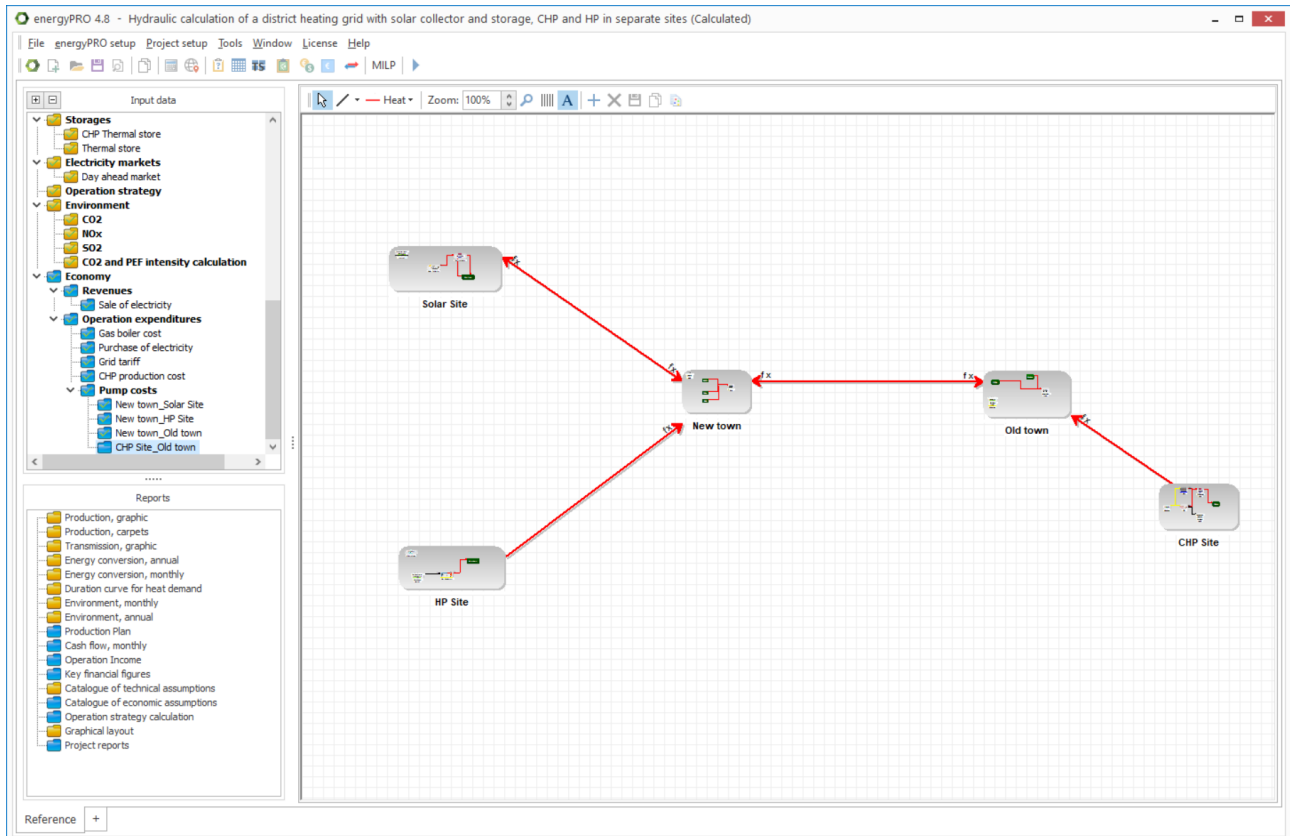 energyPRO 4.8 - Hydraulic calculation of a district heating grid with solar collector and storage, CHP and HP in separate sites (Calculated)
File energyPRO setup Project setup Tools Window License Help
MILP
Input data
Heat Zoom: 100% A
Storages
CHP Thermal store
Thermal store
Electricity markets
Day ahead market
Operation strategy
Environment
CO2
NOx
SO2
CO2 and PEF intensity calculation
Economy
Revenues
Sale of electricity
Operation expenditures
Gas boiler cost
Purchase of electricity
Grid tariff
CHP production cost
Pump costs
New town_Solar Site
New town_HP Site
New town_Old town
CHP Site_Old town
Reports
Production, graphic
Production, carpets
Transmission, graphic
Energy conversion, annual
Energy conversion, monthly
Duration curve for heat demand
Environment, monthly
Environment, annual
Production Plan
Cash flow, monthly
Operation Income
Key financial figures
Catalogue of technical assumptions
Catalogue of economic assumptions
Operation strategy calculation
Graphical layout
Project reports
Reference +
fx
Solar Site
fx
fx
fx
New town
fx
Old town
fx
fx
CHP Site
HP Site